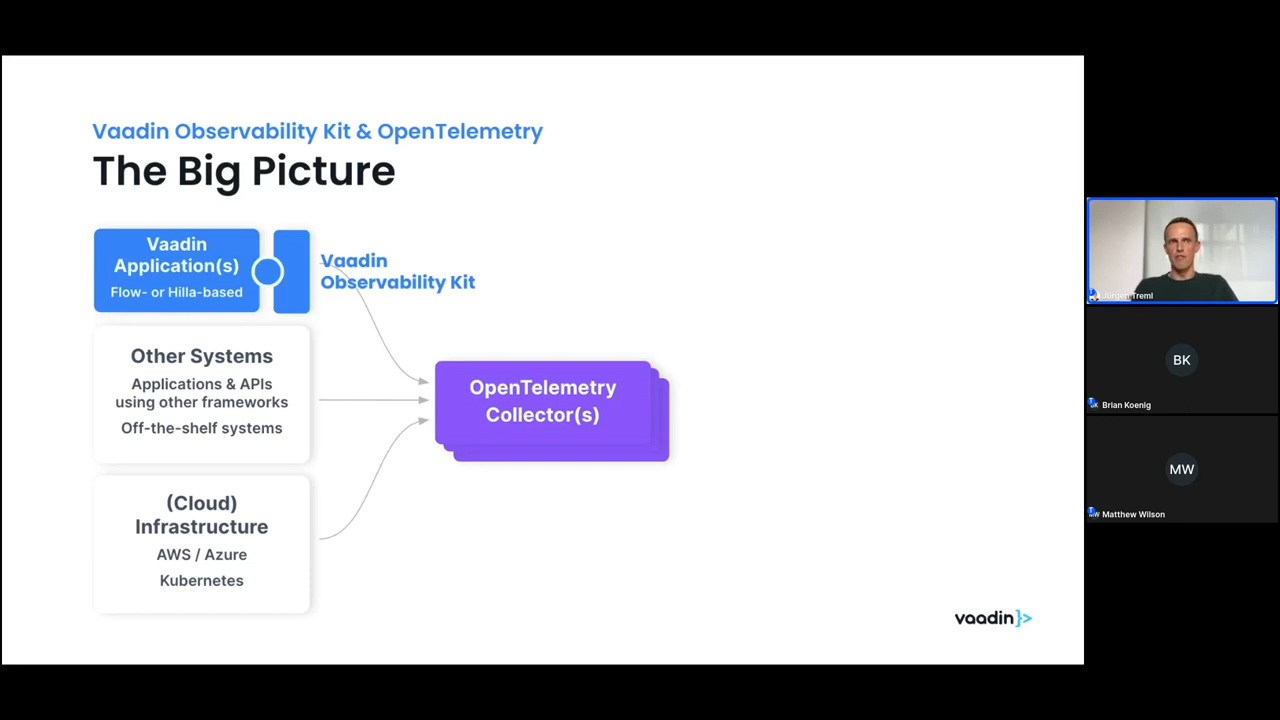 Vaadin Observability Kit & OpenTelemetry
The Big Picture
Vaadin
Application(s)
Flow- or Hilla-based
Vaadin
Observability Kit
Other Systems
Applications & APIs
using other frameworks
Off-the-shelf systems
OpenTelemetry
Collector(s)
(Cloud)
Infrastructure
AWS / Azure
Kubernetes
vaadin}>
Jürgen Treml
BK
Brian Koenig
MW
Matthew Wilson